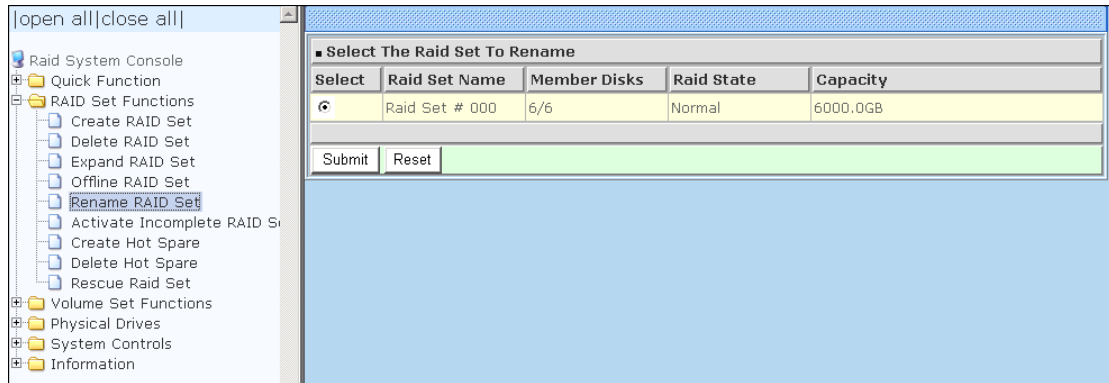 |open all|close all|
Raid System Console
Quick Function
RAID Set Functions
Create RAID Set
Delete RAID Set
Expand RAID Set
Offline RAID Set
Rename RAID Set
Activate Incomplete RAID
Create Hot Spare
Delete Hot Spare
Rescue Raid Set
Volume Set Functions
Physical Drives
System Controls
Information
Select The Raid Set To Rename
Select Raid Set Name Member Disks Raid State Capacity
Raid Set # 000 6/6 Normal 6000.0GB
Submit Reset